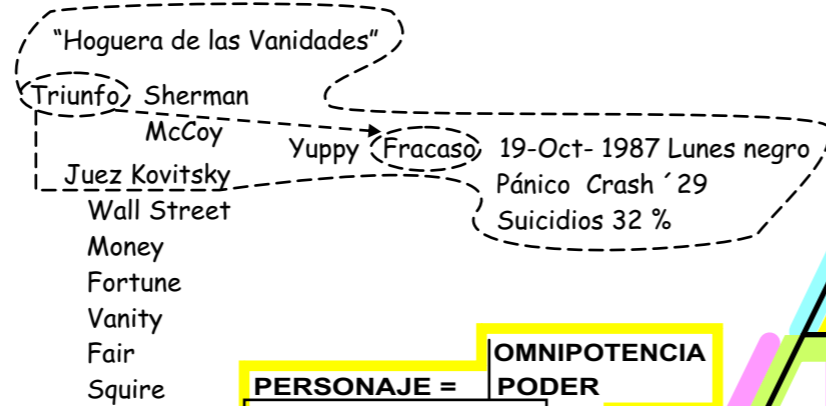 “Hoguera de las Vanidades”
Triunfo Sherman
McCoy
Juez Kovitsky
Wall Street
Money
Fortune
Vanity
Fair
Squire
Yuppy Fracaso 19-Oct- 1987 Lunes negro
Pánico Crash ´29
Suicidios 32 %
OMNIPOTENCIA
PERSONAJE = PODER